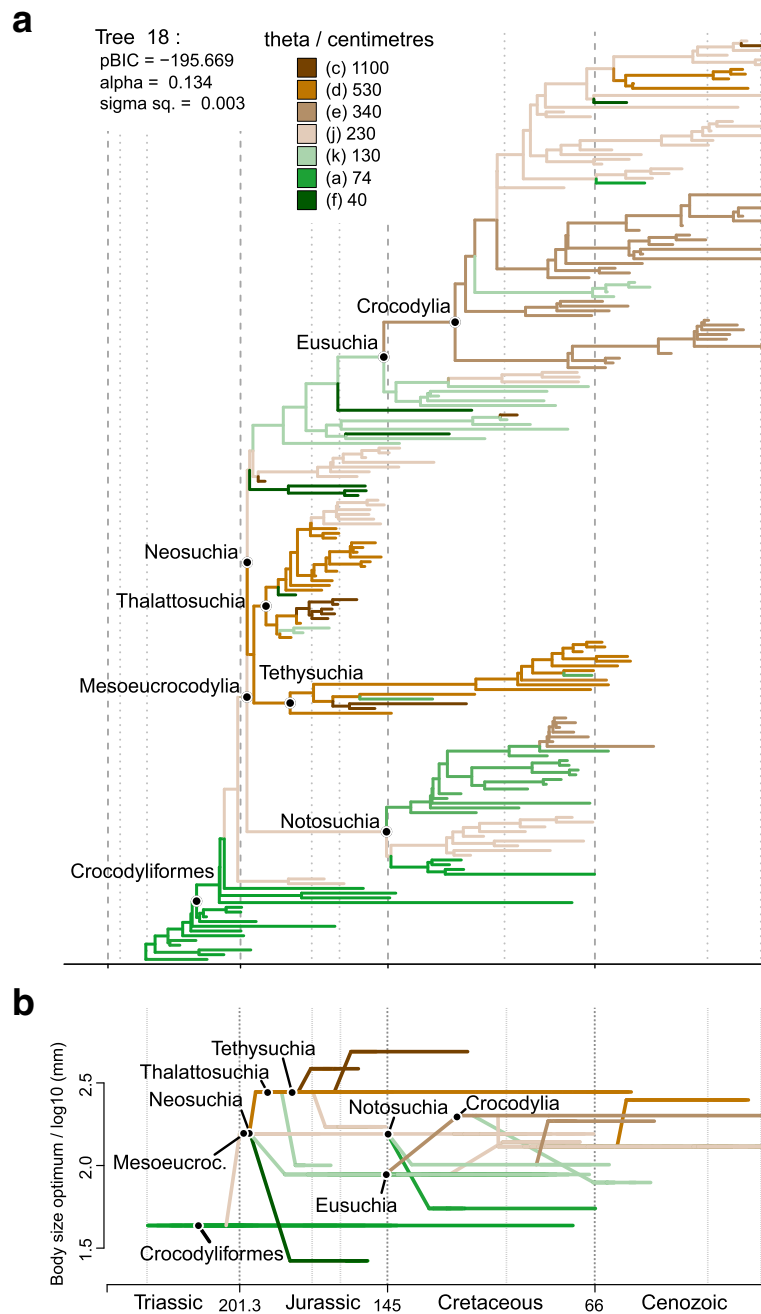 a
Tree 18 :
pBIC = −195.669
alpha = 0.134
sigma sq. = 0.003
theta / centimetres
(c) 1100
(d) 530
(e) 340
(j) 230
(k) 130
(a) 74
(f) 40
Crocodylia
Eusuchia
Neosuchia
Thalattosuchia
Tethysuchia
Mesoeucrocodylia
Notosuchia
Crocodyliformes
b
Body size optimum / log10 (mm)
2.5
2.0
1.5
Tethysuchia
Thalattosuchia
Neosuchia
Notosuchia
Crocodylia
Mesoeucroc.
Eusuchia
Crocodyliformes
Triassic 201.3 Jurassic 145 Cretaceous 66 Cenozoic